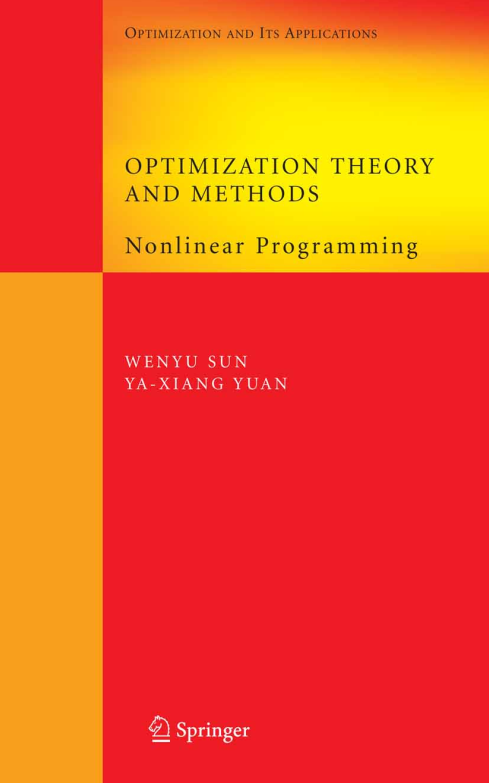 OPTIMIZATION AND ITS APPLICATIONS
OPTIMIZATION THEORY
AND METHODS
Nonlinear Programming
WENYU SUN
YA-XIANG YUAN
Springer